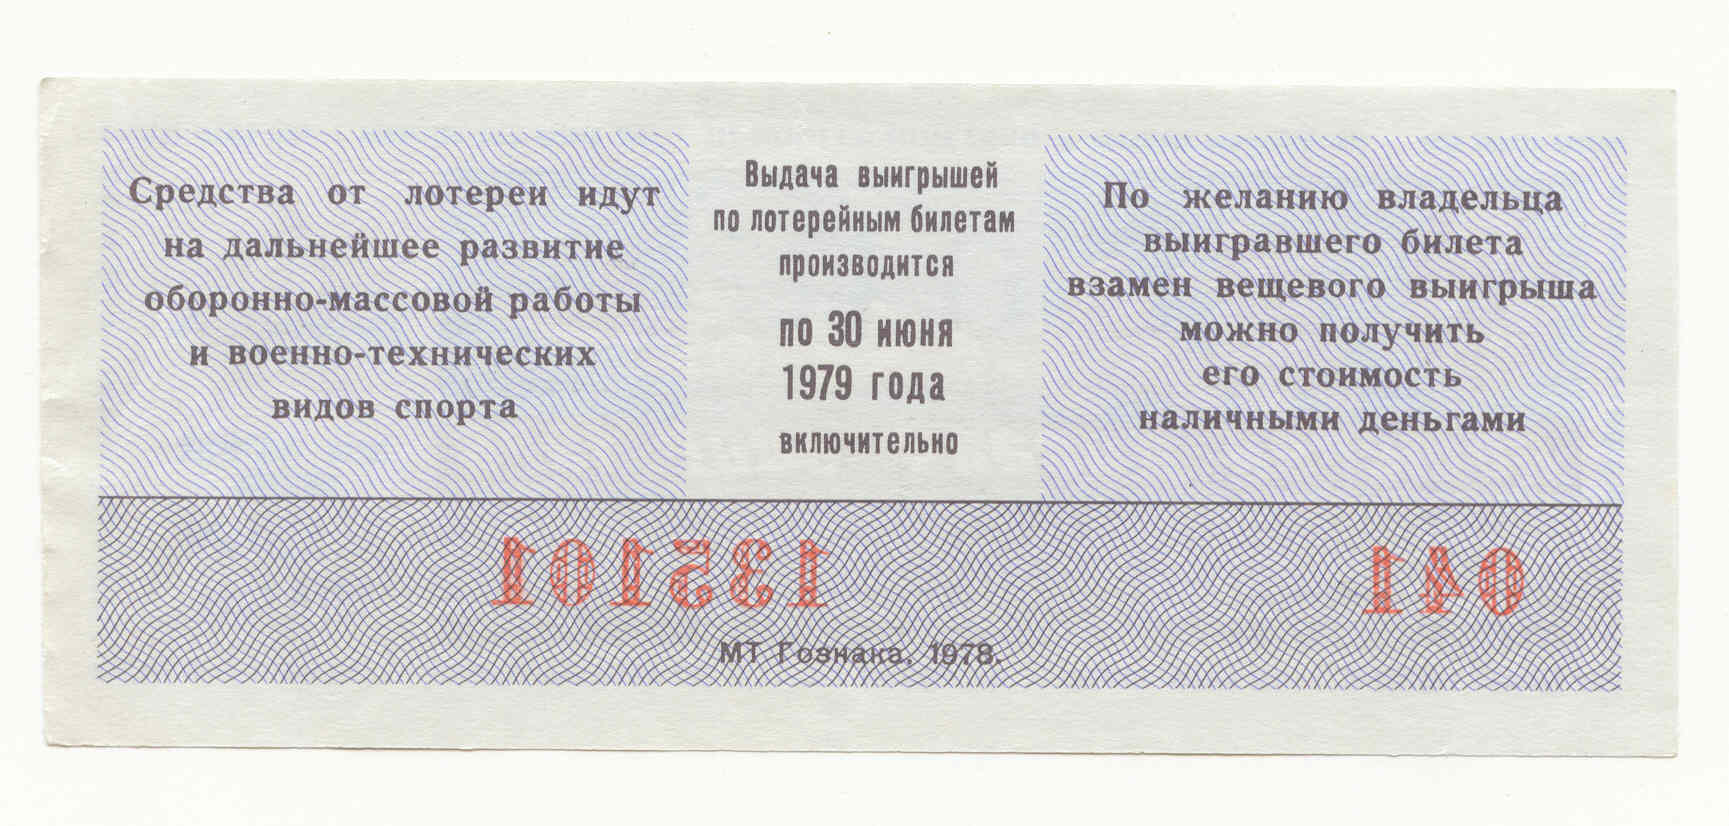 Средства от лотереи идут
на дальнейшее развитие
оборонно-массовой работы
и военно-технических
видов спорта
Выдача выигрышей
по лотерейным билетам
производится
по 30 июня
1979 года
включительно
По желанию владельца
выигравшего билета
взамен вещевого выигрыша
можно получить
его стоимость
наличными деньгами
135101
041
МТ Гознака. 1978.